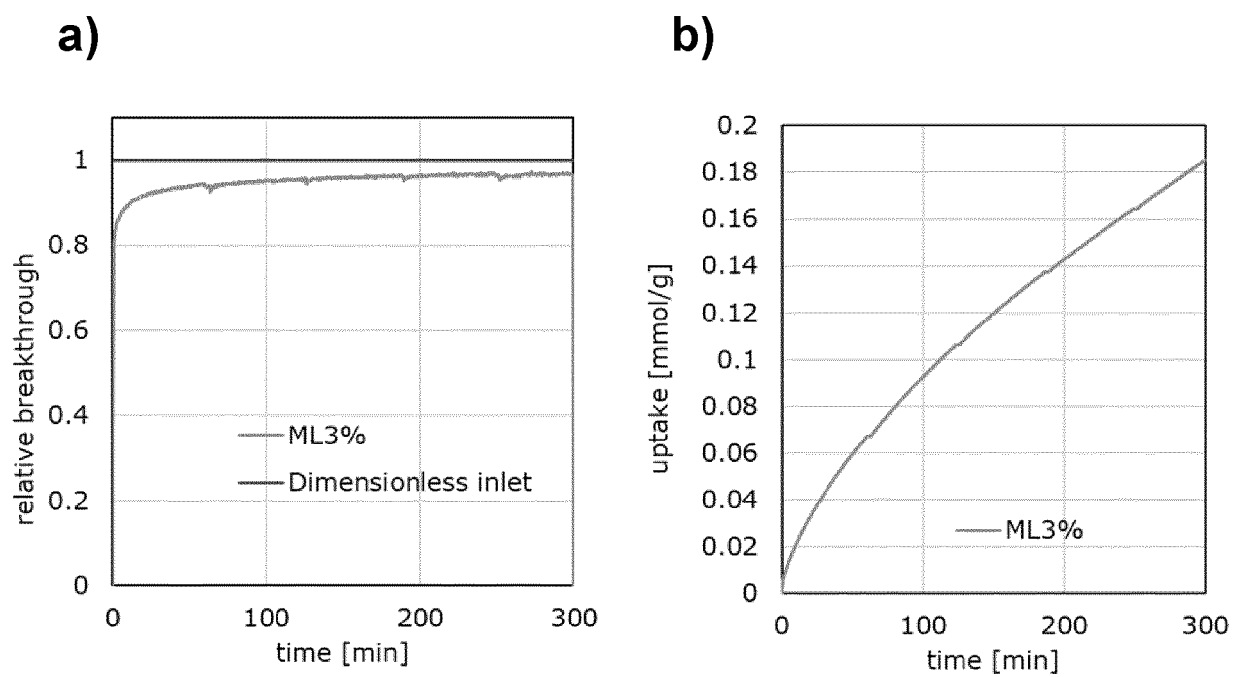 a)
relative breakthrough
1
0.8
0.6
0.4
0.2
0
ML3%
Dimensionless inlet
0 100 200 300
time [min]
b)
uptake [mmol/g]
0.2
0.18
0.16
0.14
0.12
0.1
0.08
0.06
0.04
0.02
0
ML3%
0 100 200 300
time [min]